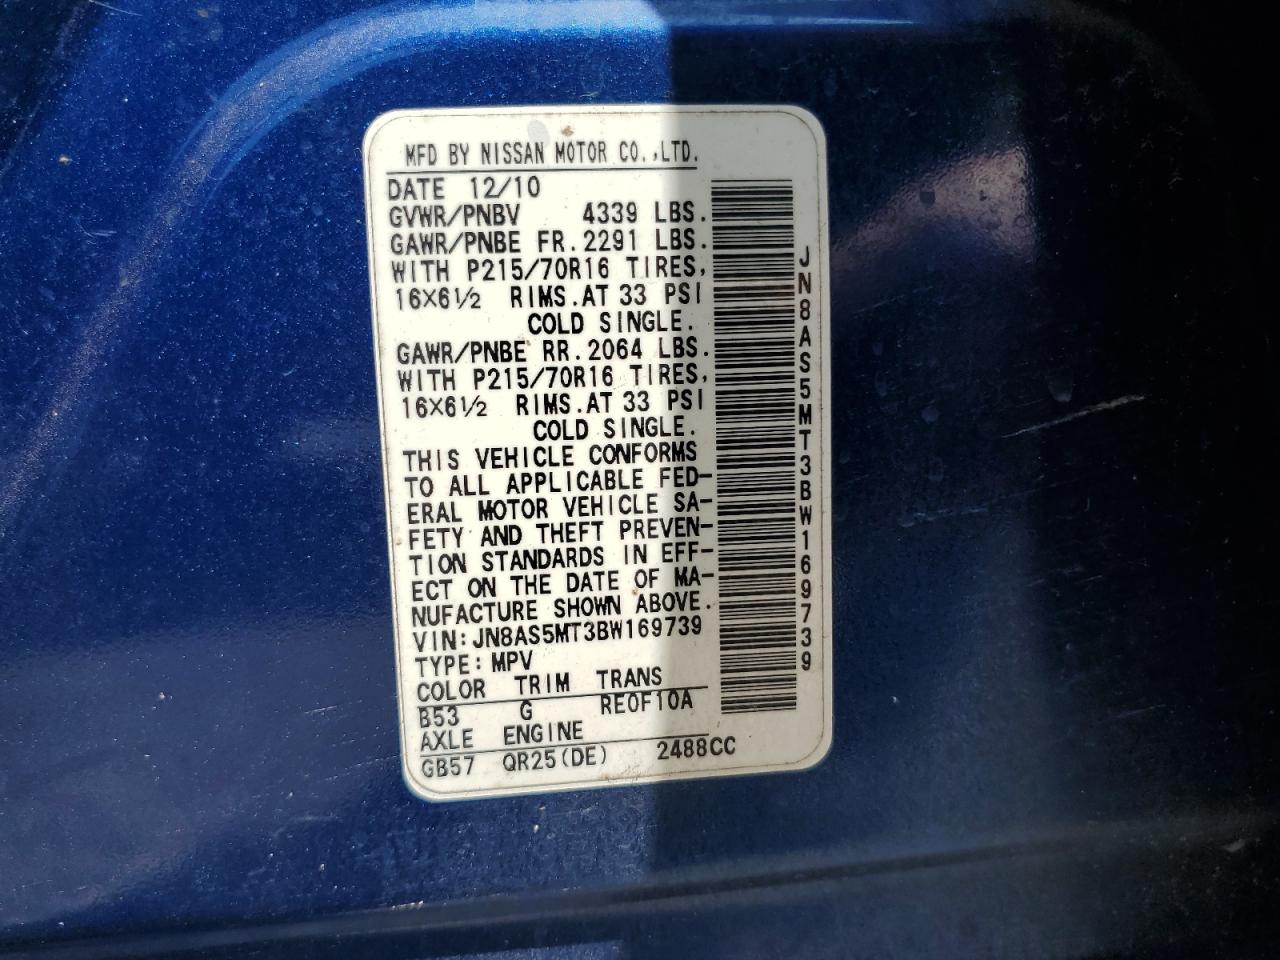 MFD BY NISSAN MOTOR CO.,LTD.
DATE 12/10
GVWR/PNBV 4339 LBS.
GAWR/PNBE FR.2291 LBS.
WITH P215/70R16 TIRES,
16X6½ RIMS.AT 33 PSI
COLD SINGLE.
GAWR/PNBE RR.2064 LBS.
WITH P215/70R16 TIRES,
16X6½ RIMS.AT 33 PSI
COLD SINGLE.
THIS VEHICLE CONFORMS
TO ALL APPLICABLE FED-
ERAL MOTOR VEHICLE SA-
FETY AND THEFT PREVEN-
TION STANDARDS IN EFF-
ECT ON THE DATE OF MA-
NUFACTURE SHOWN ABOVE.
VIN:JN8AS5MT3BW169739
TYPE:MPV
COLOR TRIM TRANS
B53 G RE0F10A
AXLE ENGINE
GB57 QR25(DE) 2488CC
JN8AS5MT3BW169739